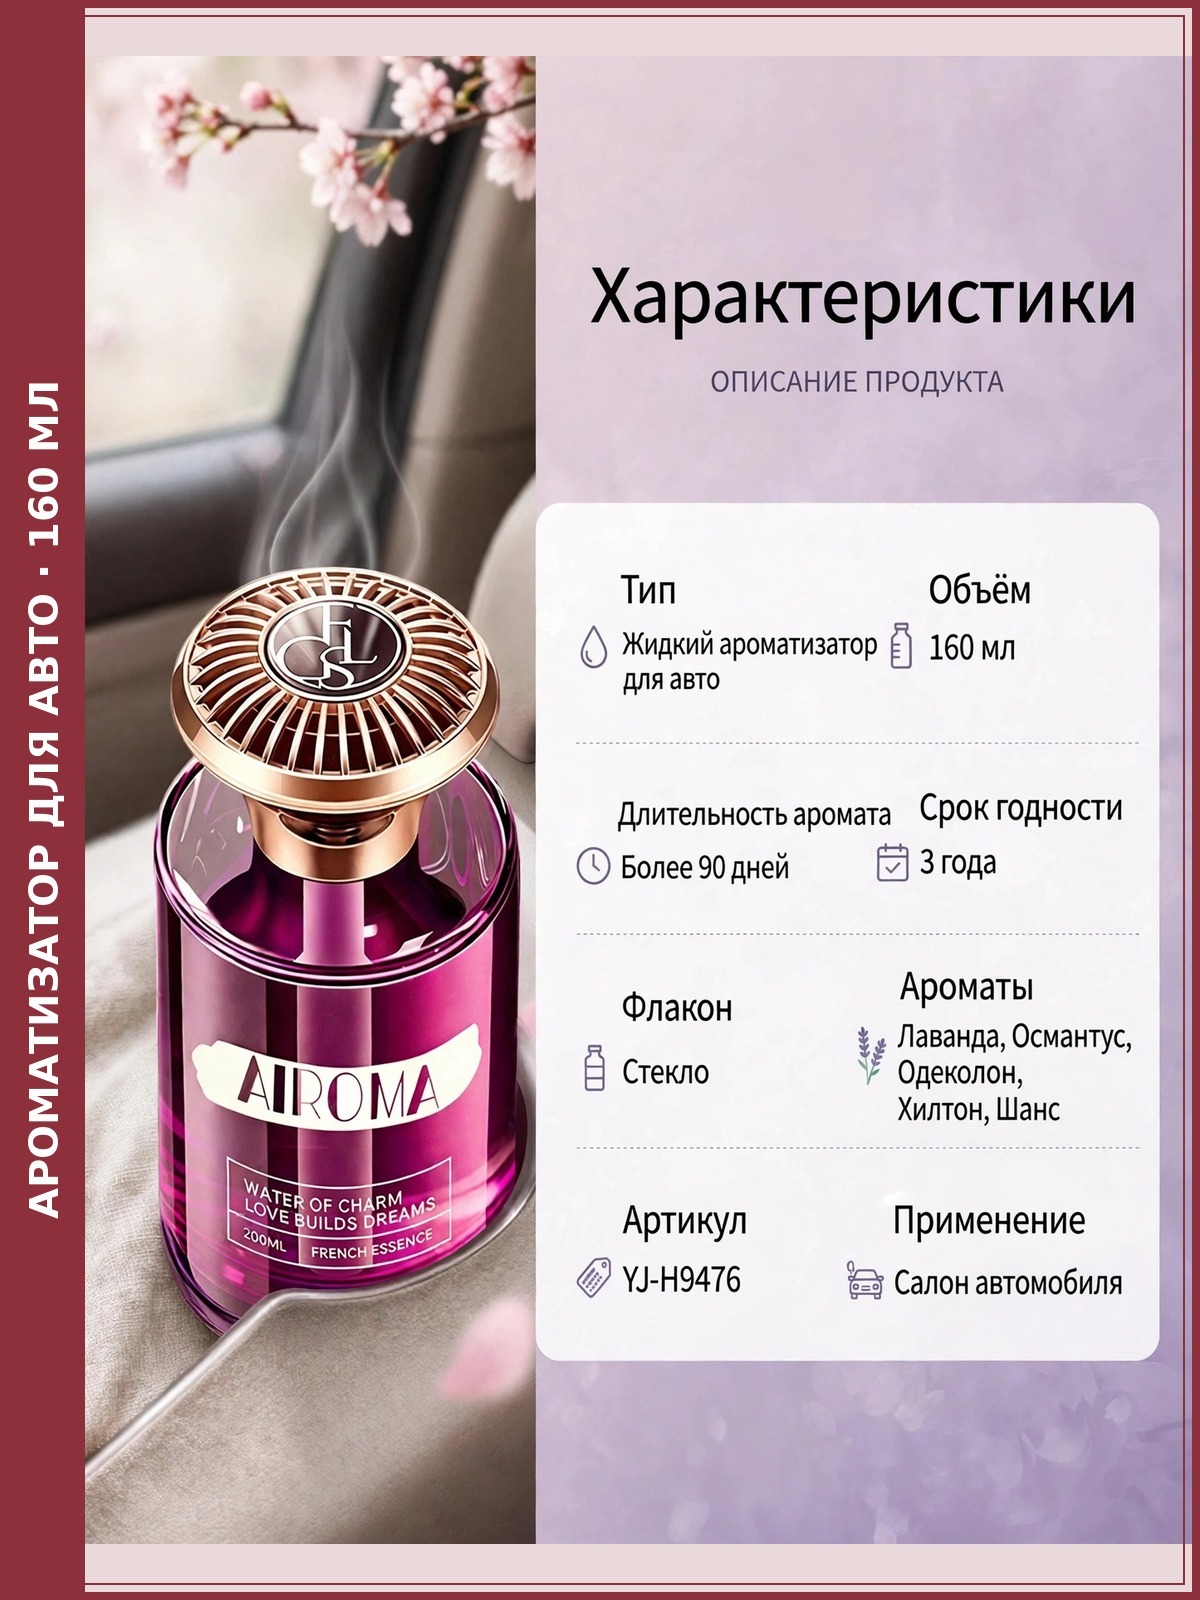 АРОМАТИЗАТОР ДЛЯ АВТО · 160 МЛ
Характеристики
ОПИСАНИЕ ПРОДУКТА
Тип
Жидкий ароматизатор
для авто
Объём
160 мл
Длительность аромата
Более 90 дней
Срок годности
3 года
Флакон
Стекло
Ароматы
Лаванда, Османтус,
Одеколон,
Хилтон, Шанс
Артикул
YJ-H9476
Применение
Салон автомобиля
AIROMA
WATER OF CHARM
LOVE BUILDS DREAMS
200ML FRENCH ESSENCE